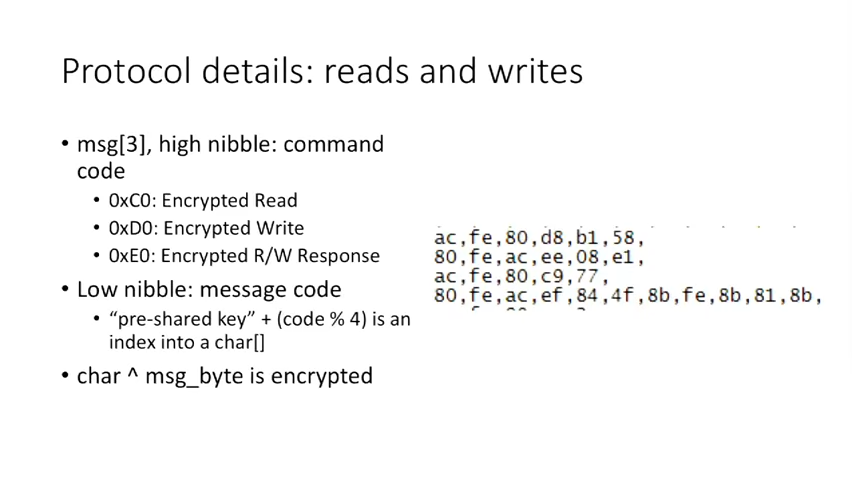 Protocol details: reads and writes
• msg[3], high nibble: command
code
• 0xC0: Encrypted Read
• 0xD0: Encrypted Write
• 0xE0: Encrypted R/W Response
• Low nibble: message code
• “pre-shared key” + (code % 4) is an
index into a char[]
• char ^ msg_byte is encrypted
ac,fe,80,d8,b1,58,
80,fe,ac,ee,08,e1,
ac,fe,80,c9,77,
80,fe,ac,ef,84,4f,8b,fe,8b,81,8b,